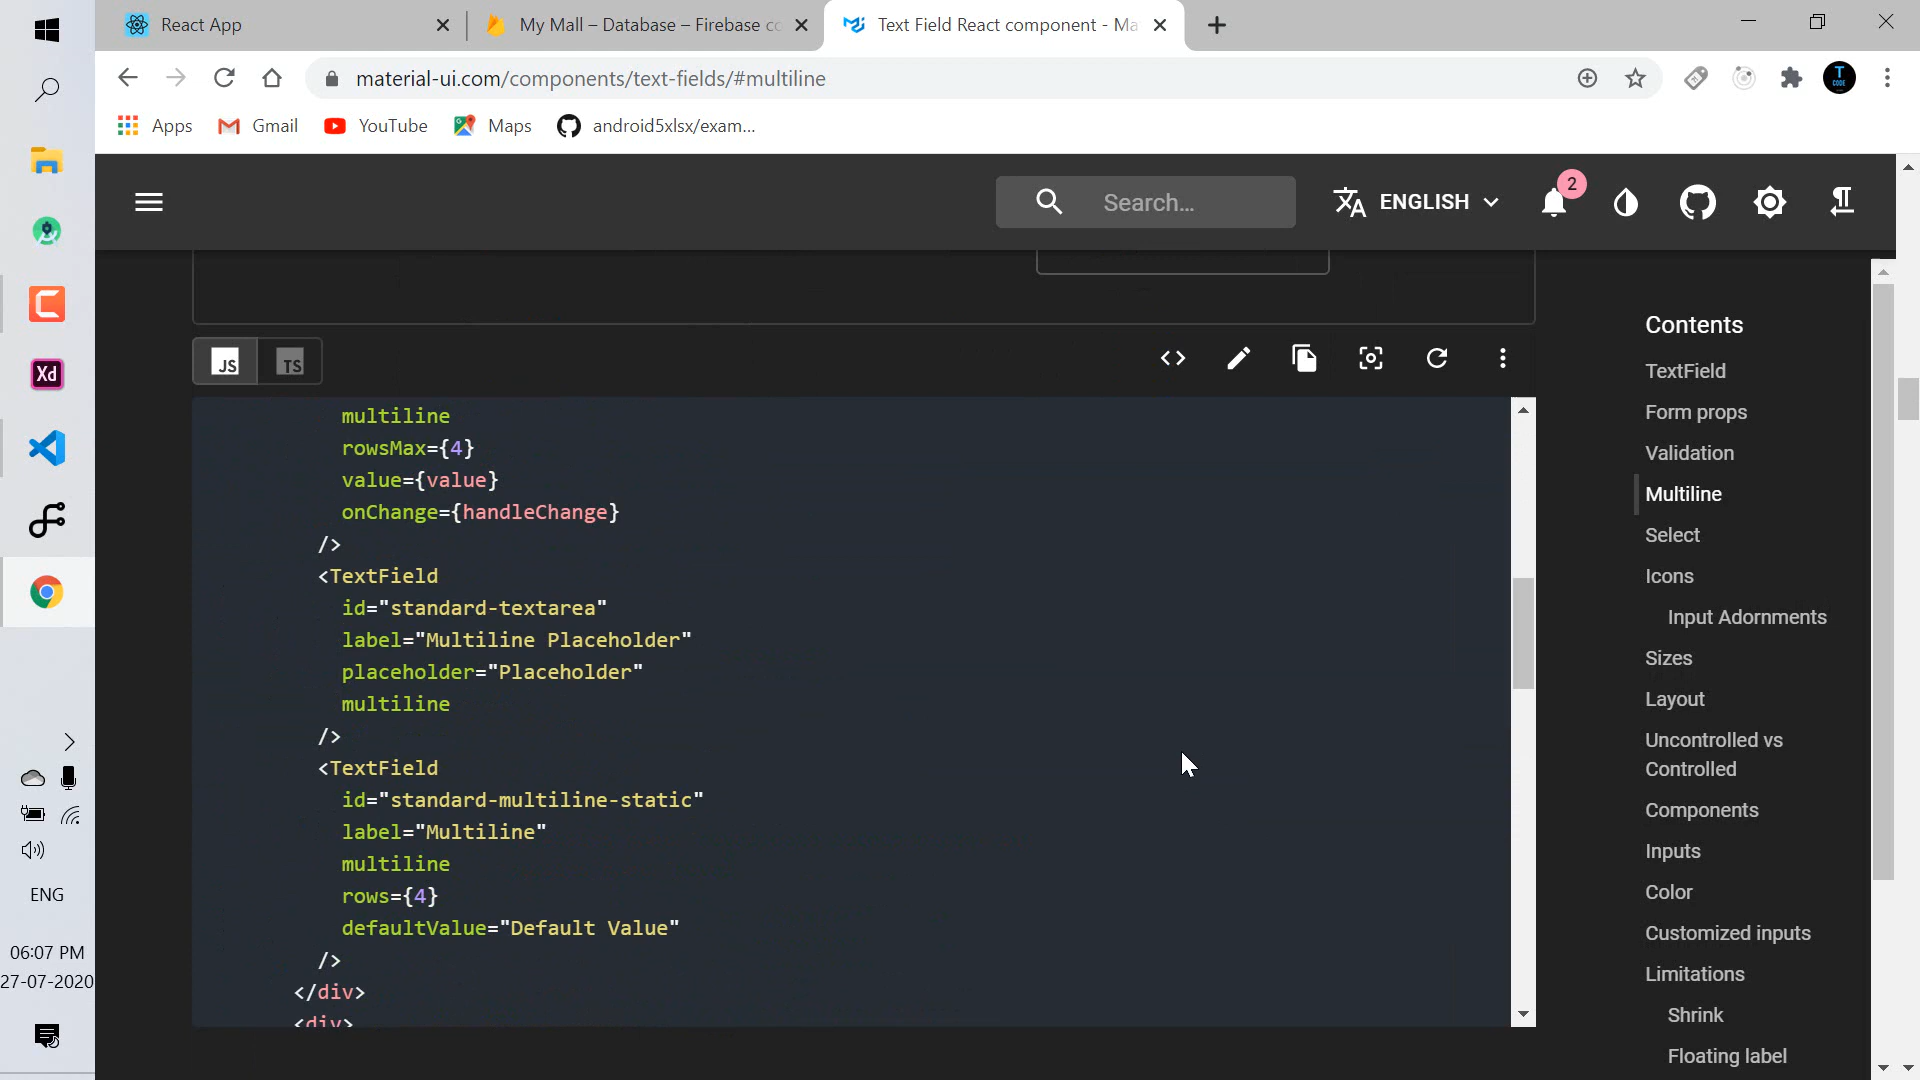 React App
My Mall – Database – Firebase co
Text Field React component - Ma
material-ui.com/components/text-fields/#multiline
T
CODE
Apps
Gmail
YouTube
Maps
android5xlsx/exam...
Search…
ENGLISH
2
JS
TS
multiline
rowsMax={4}
value={value}
onChange={handleChange}
/>
<TextField
id="standard-textarea"
label="Multiline Placeholder"
placeholder="Placeholder"
multiline
/>
<TextField
id="standard-multiline-static"
label="Multiline"
multiline
rows={4}
defaultValue="Default Value"
/>
</div>
<div>
Contents
TextField
Form props
Validation
Multiline
Select
Icons
Input Adornments
Sizes
Layout
Uncontrolled vs
Controlled
Components
Inputs
Color
Customized inputs
Limitations
Shrink
Floating label
Xd
ENG
06:07 PM
27-07-2020